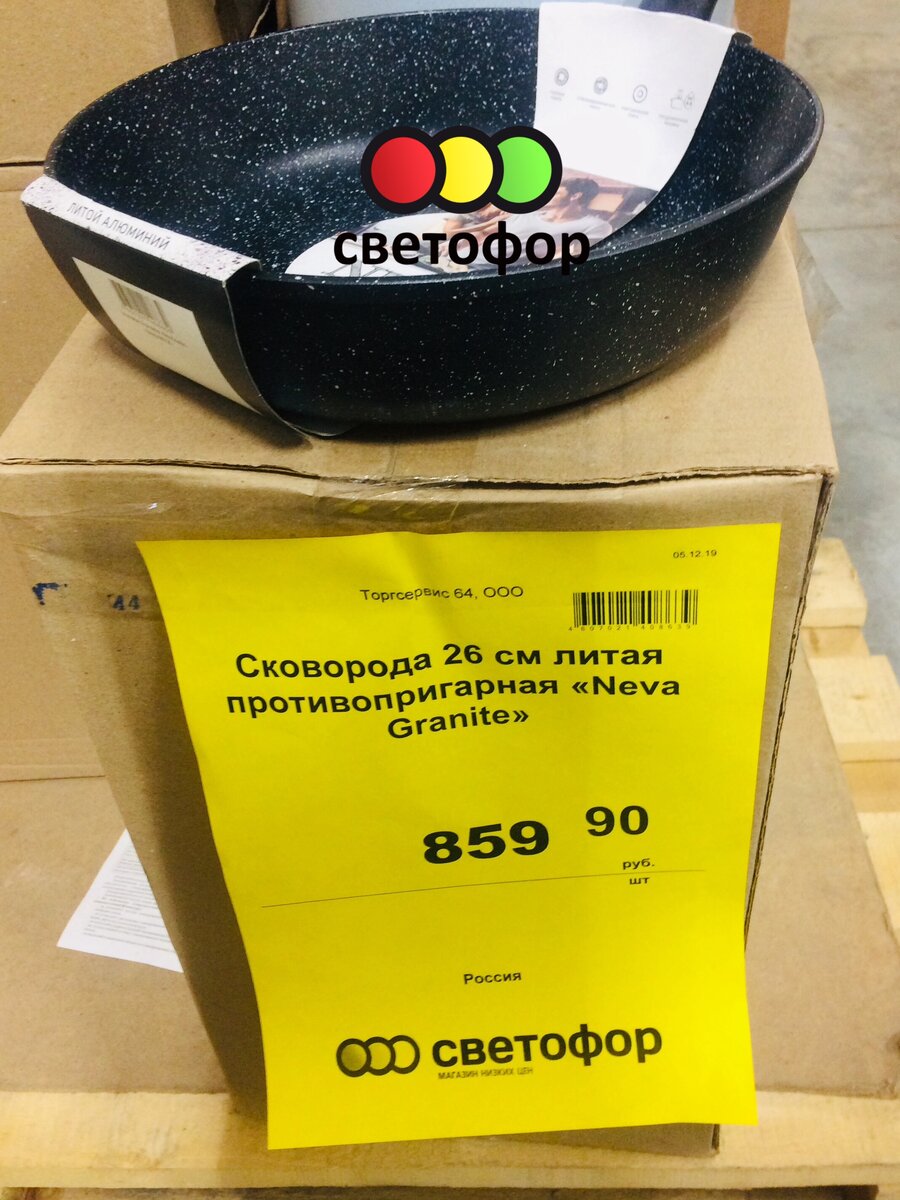 ЛИТОЙ АЛЮМИНИЙ
светофор
44
05.12.19
Торгсервис 64, ООО
Сковорода 26 см литая
противопригарная «Neva
Granite»
859 90
руб.
шт
Россия
светофор
МАГАЗИН НИЗКИХ ЦЕН